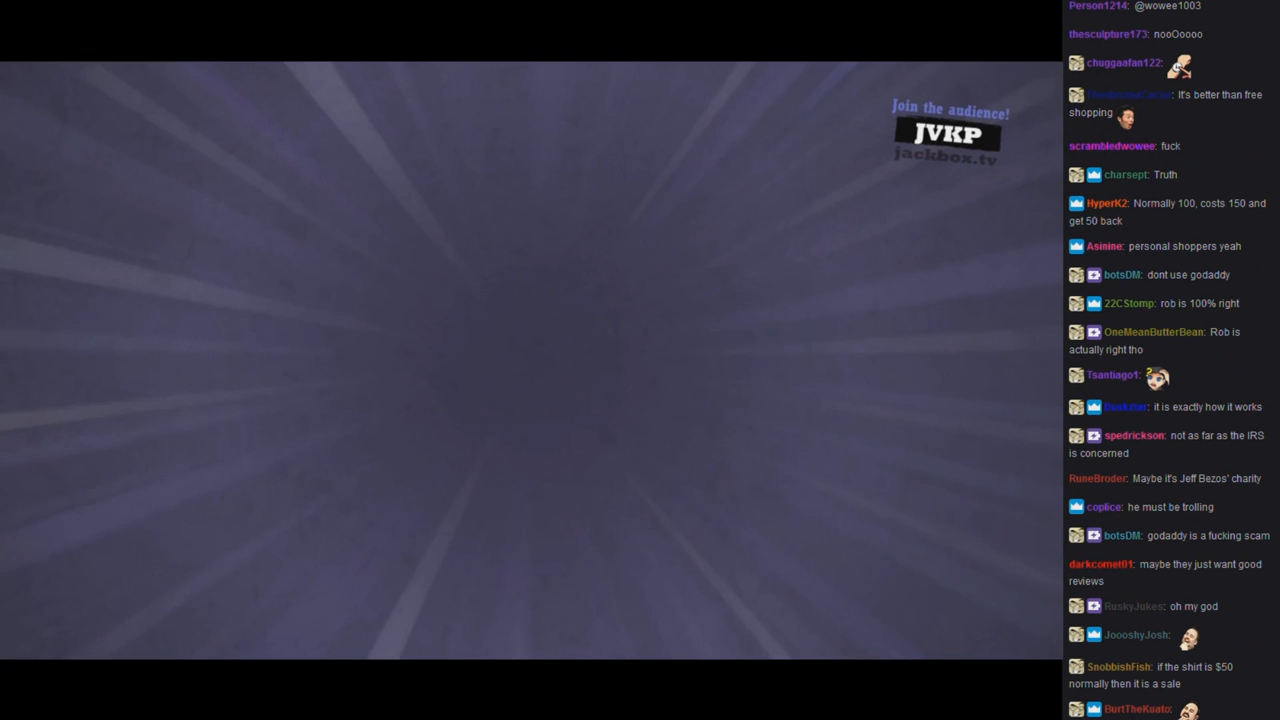 Join the audience!
JVKP
jackbox.tv
Person1214: @wowee1003
thesculpture173: nooOoooo
chuggaafan122:
It's better than free
shopping
scrambledwowee: fuck
charsept: Truth
HyperK2: Normally 100, costs 150 and
get 50 back
Asinine: personal shoppers yeah
botsDM: dont use godaddy
22CStomp: rob is 100% right
OneMeanButterBean: Rob is
actually right tho
Tsantiago1:
it is exactly how it works
spedrickson: not as far as the IRS
is concerned
RuneBroder: Maybe it's Jeff Bezos' charity
coplice: he must be trolling
botsDM: godaddy is a fucking scam
darkcomet01: maybe they just want good
reviews
RuskyJukes: oh my god
JoooshyJosh:
SnobbishFish: if the shirt is $50
normally then it is a sale
BurtTheKuato: